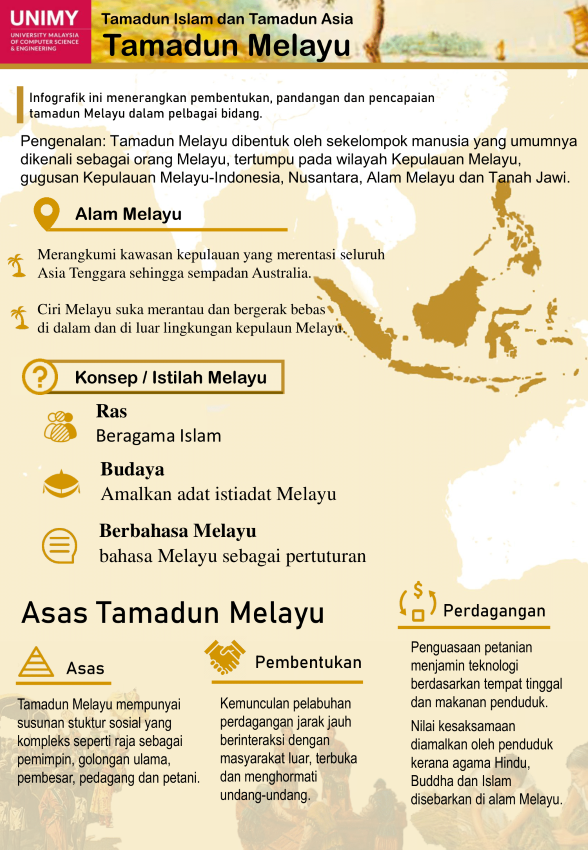 UNIMY
UNIVERSITY MALAYSIA
OF COMPUTER SCIENCE
& ENGINEERING
Tamadun Islam dan Tamadun Asia
Tamadun Melayu
Infografik ini menerangkan pembentukan, pandangan dan pencapaian
tamadun Melayu dalam pelbagai bidang.
Pengenalan: Tamadun Melayu dibentuk oleh sekelompok manusia yang umumnya
dikenali sebagai orang Melayu, tertumpu pada wilayah Kepulauan Melayu,
gugusan Kepulauan Melayu-Indonesia, Nusantara, Alam Melayu dan Tanah Jawi.
Alam Melayu
Merangkumi kawasan kepulauan yang merentasi seluruh
Asia Tenggara sehingga sempadan Australia.
Ciri Melayu suka merantau dan bergerak bebas
di dalam dan di luar lingkungan kepulaun Melayu.
?
Konsep / Istilah Melayu
Ras
Beragama Islam
Budaya
Amalkan adat istiadat Melayu
Berbahasa Melayu
bahasa Melayu sebagai pertuturan
Asas Tamadun Melayu
Asas
Tamadun Melayu mempunyai
susunan stuktur sosial yang
kompleks seperti raja sebagai
pemimpin, golongan ulama,
pembesar, pedagang dan petani.
Pembentukan
Kemunculan pelabuhan
perdagangan jarak jauh
berinteraksi dengan
masyarakat luar, terbuka
dan menghormati
undang-undang.
$
Perdagangan
Penguasaan petanian
menjamin teknologi
berdasarkan tempat tinggal
dan makanan penduduk.
Nilai kesaksamaan
diamalkan oleh penduduk
kerana agama Hindu,
Buddha dan Islam
disebarkan di alam Melayu.